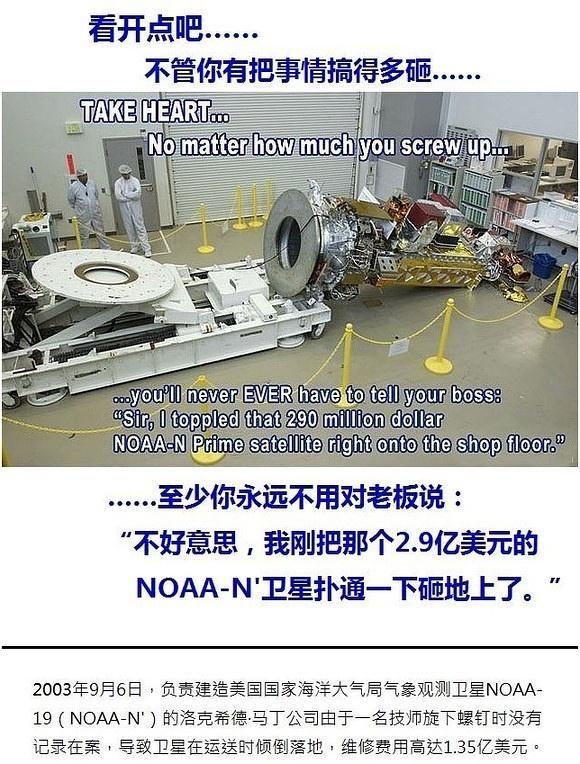 看开点吧......
不管你有把事情搞得多砸......
TAKE HEART...
No matter how much you screw up...
...you'll never EVER have to tell your boss:
“Sir, I toppled that 290 million dollar
NOAA-N Prime satellite right onto the shop floor.”
......至少你永远不用对老板说：
“不好意思，我刚把那个2.9亿美元的
NOAA-N'卫星扑通一下砸地上了。”
2003年9月6日，负责建造美国国家海洋大气局气象观测卫星NOAA-
19（NOAA-N'）的洛克希德·马丁公司由于一名技师旋下螺钉时没有
记录在案，导致卫星在运送时倾倒落地，维修费用高达1.35亿美元。